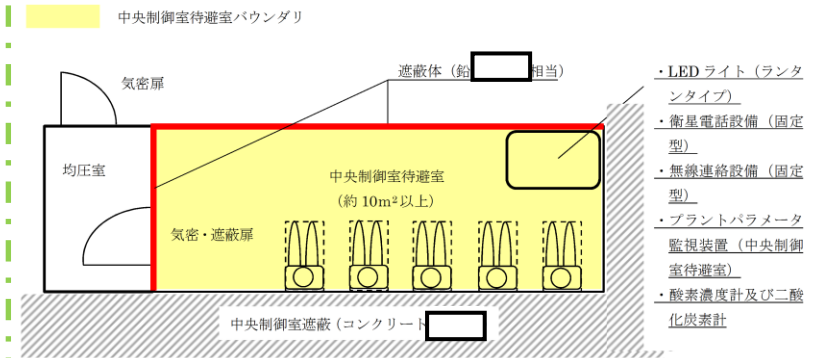 中央制御室待避室バウンダリ
気密扉
遮蔽体（鉛 相当）
均圧室
中央制御室待避室
（約 10m²以上）
気密・遮蔽扉
中央制御室遮蔽（コンクリート
・LED ライト（ランタ
ンタイプ）
・衛星電話設備（固定
型）
・無線連絡設備（固定
型）
・プラントパラメータ
監視装置（中央制御
室待避室）
・酸素濃度計及び二酸
化炭素計